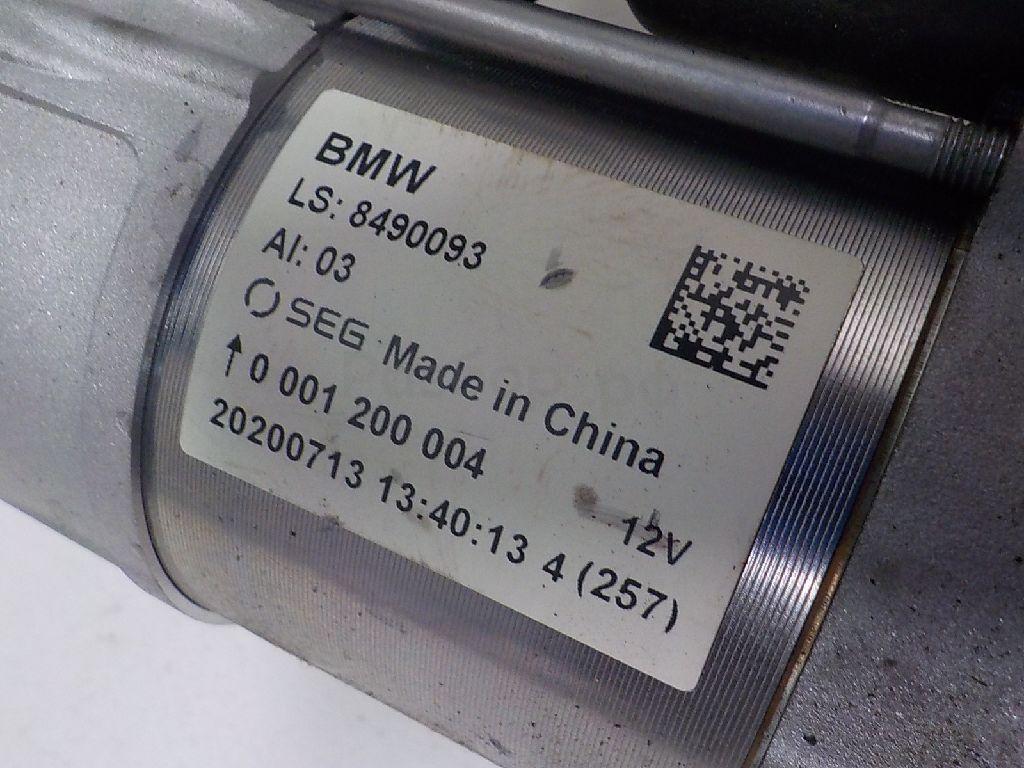 BMW
LS: 8490093
AI: 03
SEG Made in China
↑ 0 001 200 004
12V
20200713 13:40:13 4 (257)